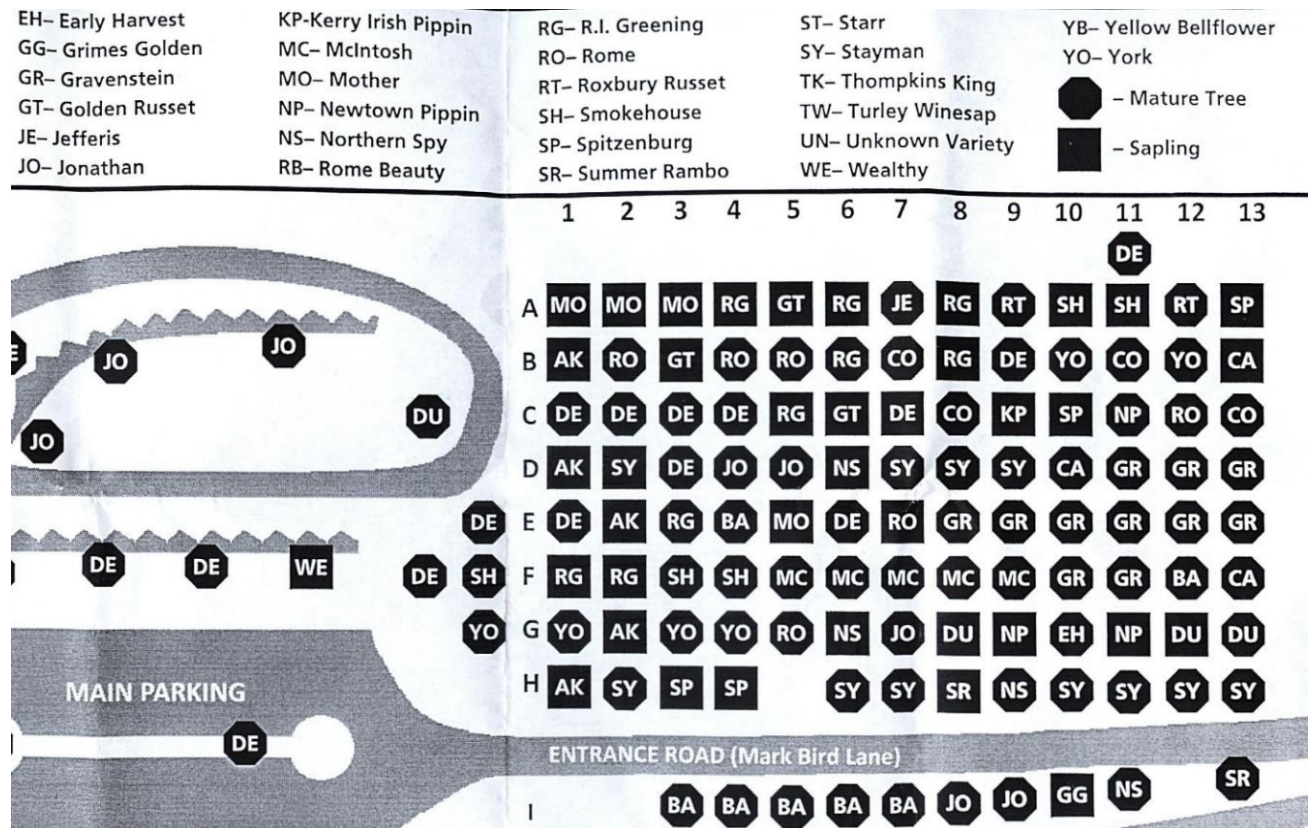 EH– Early Harvest KP-Kerry Irish Pippin RG– R.I. Greening ST– Starr YB– Yellow Bellflower
GG– Grimes Golden MC– McIntosh RO– Rome SY– Stayman YO– York
GR– Gravenstein MO– Mother RT– Roxbury Russet TK– Thompkins King – Mature Tree
GT– Golden Russet NP– Newtown Pippin SH– Smokehouse TW– Turley Winesap
JE– Jefferis NS– Northern Spy SP– Spitzenburg UN– Unknown Variety – Sapling
JO– Jonathan RB– Rome Beauty SR– Summer Rambo WE– Wealthy
1 2 3 4 5 6 7 8 9 10 11 12 13
DE
A MO MO MO RG GT RG JE RG RT SH SH RT SP
JO JO B AK RO GT RO RO RG CO RG DE YO CO YO CA
JO DU C DE DE DE DE RG GT DE CO KP SP NP RO CO
D AK SY DE JO JO NS SY SY SY CA GR GR GR
DE E DE AK RG BA MO DE RO GR GR GR GR GR GR
DE DE WE DE SH F RG RG SH SH MC MC MC MC MC GR GR BA CA
YO G YO AK YO YO RO NS JO DU NP EH NP DU DU
MAIN PARKING H AK SY SP SP SY SY SR NS SY SY SY SY
DE ENTRANCE ROAD (Mark Bird Lane)
I BA BA BA BA BA JO JO GG NS SR